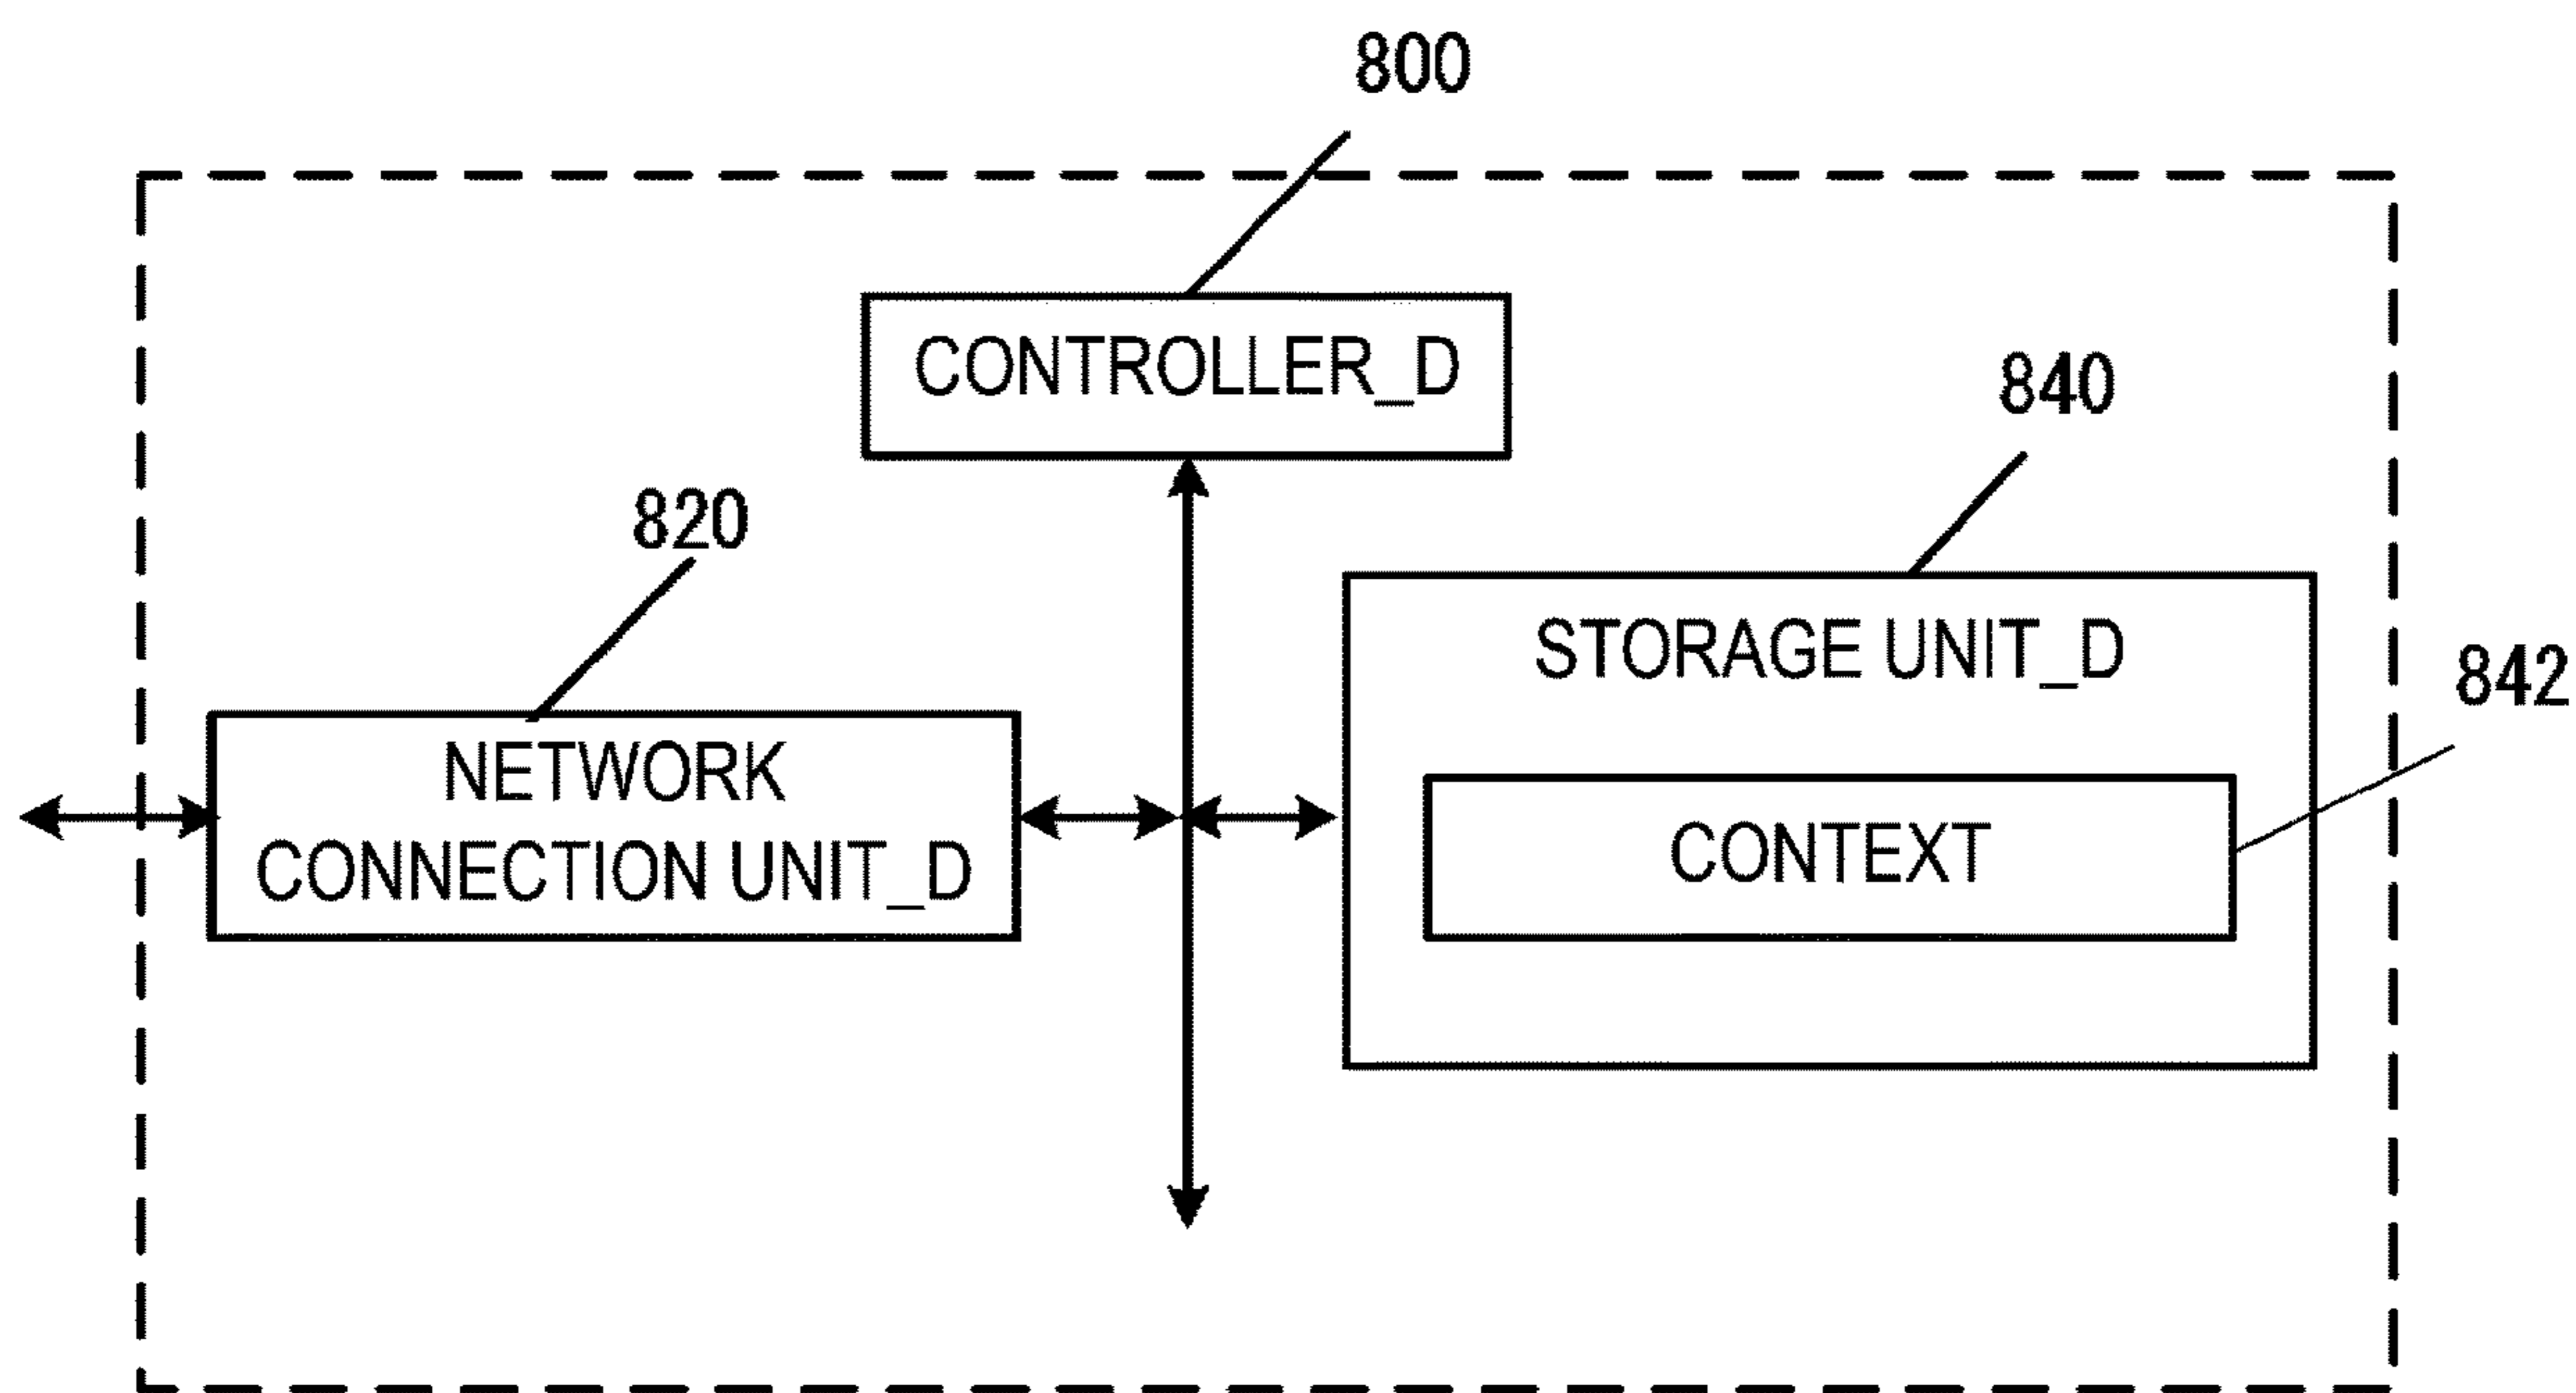 800
CONTROLLER_D
840
820
STORAGE UNIT_D
842
NETWORK
CONNECTION UNIT_D
CONTEXT